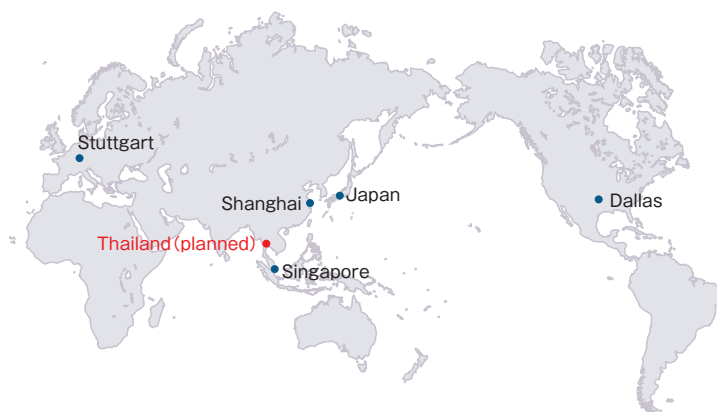 Stuttgart
Shanghai
Japan
Dallas
Thailand (planned)
Singapore